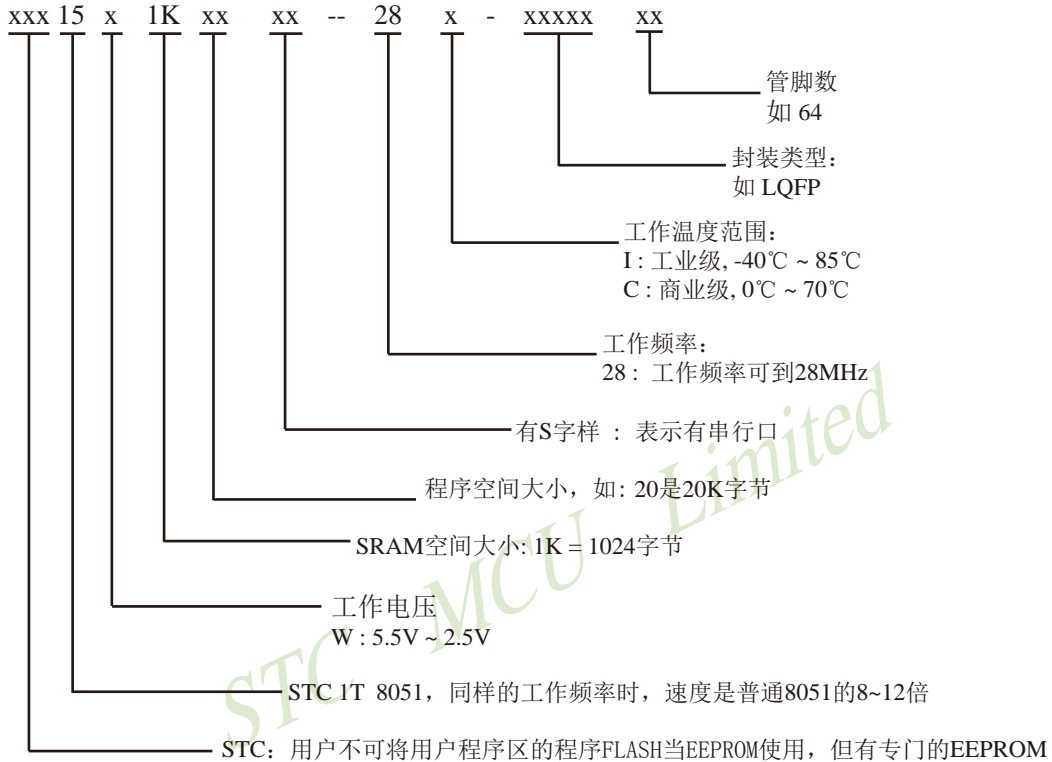 xxx 15 x 1K xx xx -- 28 x - xxxxx xx
管脚数
如 64
封装类型：
如 LQFP
工作温度范围：
I : 工业级, -40℃ ~ 85℃
C : 商业级, 0℃ ~ 70℃
工作频率：
28 : 工作频率可到28MHz
有S字样 : 表示有串行口
程序空间大小，如: 20是20K字节
SRAM空间大小: 1K = 1024字节
工作电压
W : 5.5V ~ 2.5V
STC 1T 8051，同样的工作频率时，速度是普通8051的8~12倍
STC：用户不可将用户程序区的程序FLASH当EEPROM使用，但有专门的EEPROM
STC MCU Limited